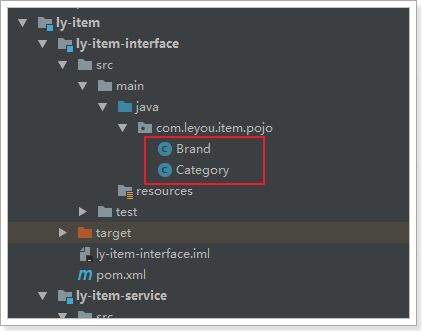 ly-item
ly-item-interface
src
main
java
com.leyou.item.pojo
Brand
Category
resources
test
target
ly-item-interface.iml
pom.xml
ly-item-service
src